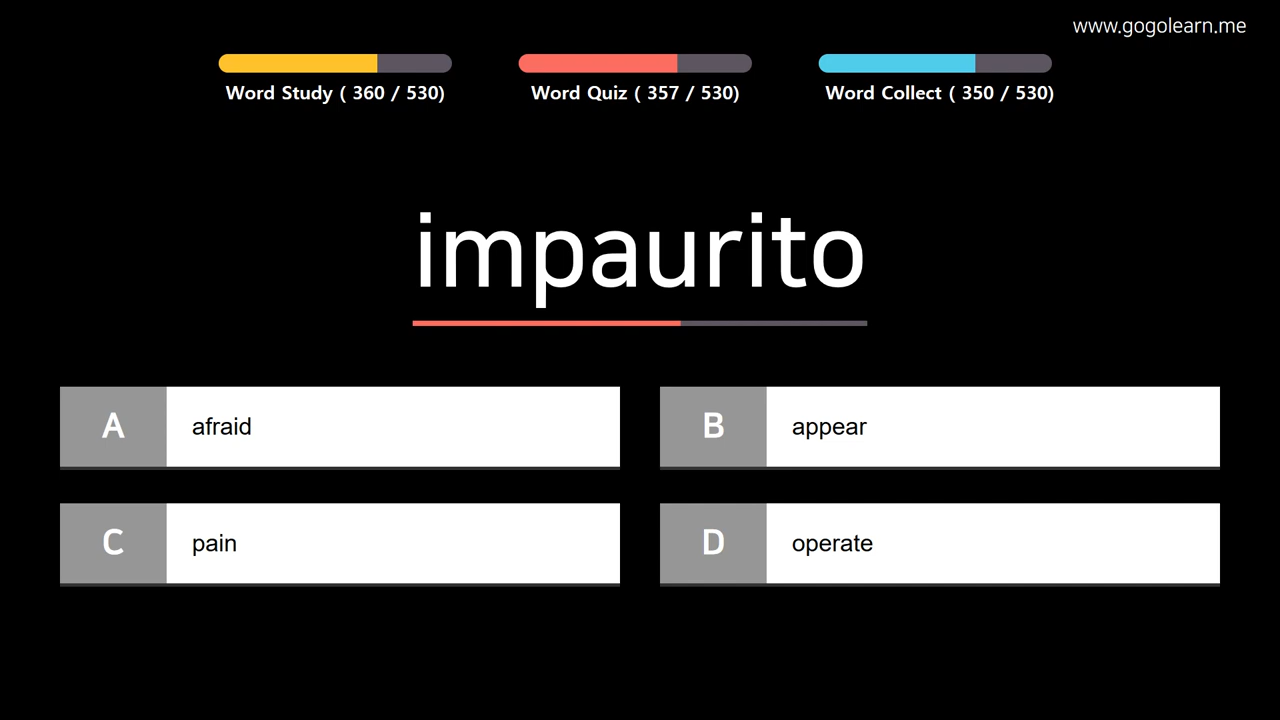 www.gogolearn.me
Word Study ( 360 / 530)
Word Quiz ( 357 / 530)
Word Collect ( 350 / 530)
impaurito
A afraid
B appear
C pain
D operate